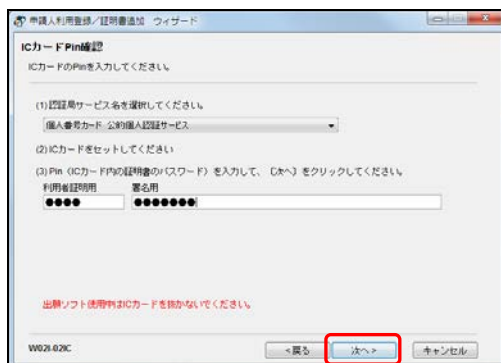 申請人利用登録／証明書追加 ウィザード
ICカードPin確認
ICカードのPinを入力してください。
(1)認証局サービス名を選択してください。
個人番号カード 公的個人認証サービス
(2)ICカードをセットしてください
(3)Pin（ICカード内の証明書のパスワード）を入力して、［次へ］をクリックしてください。
利用者証明用 署名用
●●●● ●●●●●●●
出願ソフト使用中はICカードを抜かないでください。
W02I-02IC <戻る 次へ> キャンセル